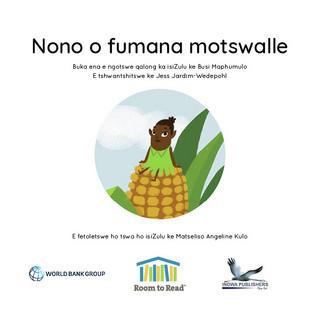 Nono o fumana motswalle
Buka ena e ngotswe qalong ka isiZulu ke Busi Maphumulo
E tshwantshitswe ke Jess Jardim-Wedepohl
E fetoletswe ho tswa ho isiZulu ke Matseliso Angeline Kulo
WORLD BANK GROUP
Room to Read
INDWA PUBLISHERS